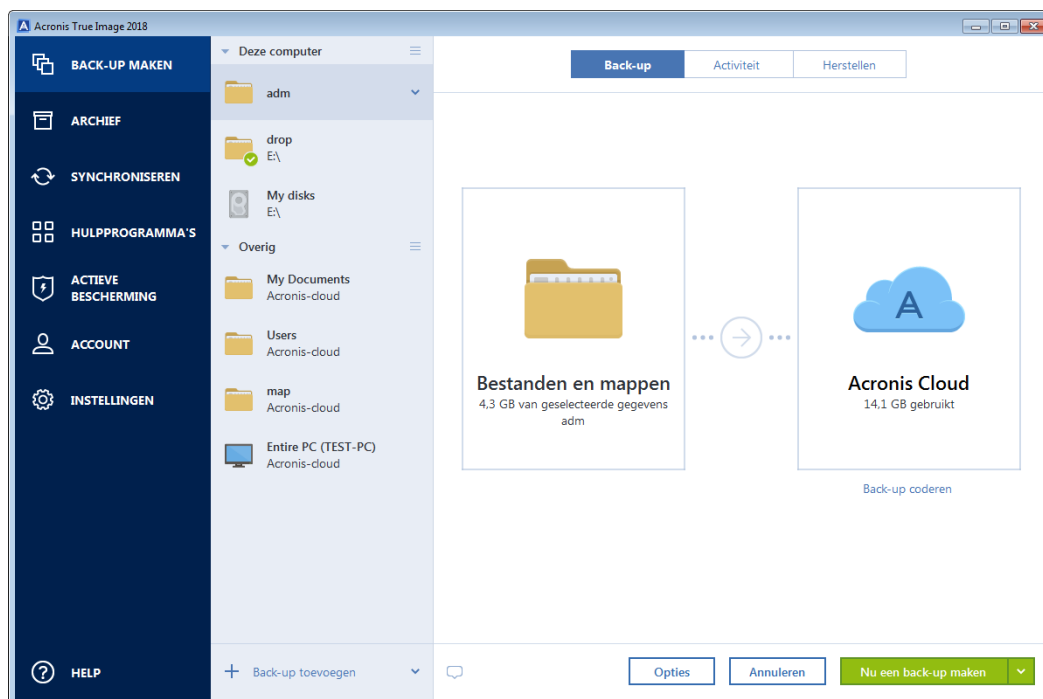 Acronis True Image 2018
BACK-UP MAKEN
ARCHIEF
SYNCHRONISEREN
HULPPROGRAMMA'S
ACTIEVE
BESCHERMING
ACCOUNT
INSTELLINGEN
HELP
Deze computer
adm
drop
E:\
My disks
E:\
Overig
My Documents
Acronis-cloud
Users
Acronis-cloud
map
Acronis-cloud
Entire PC (TEST-PC)
Acronis-cloud
Back-up toevoegen
Back-up
Activiteit
Herstellen
Bestanden en mappen
4,3 GB van geselecteerde gegevens
adm
Acronis Cloud
14,1 GB gebruikt
Back-up coderen
Opties
Annuleren
Nu een back-up maken